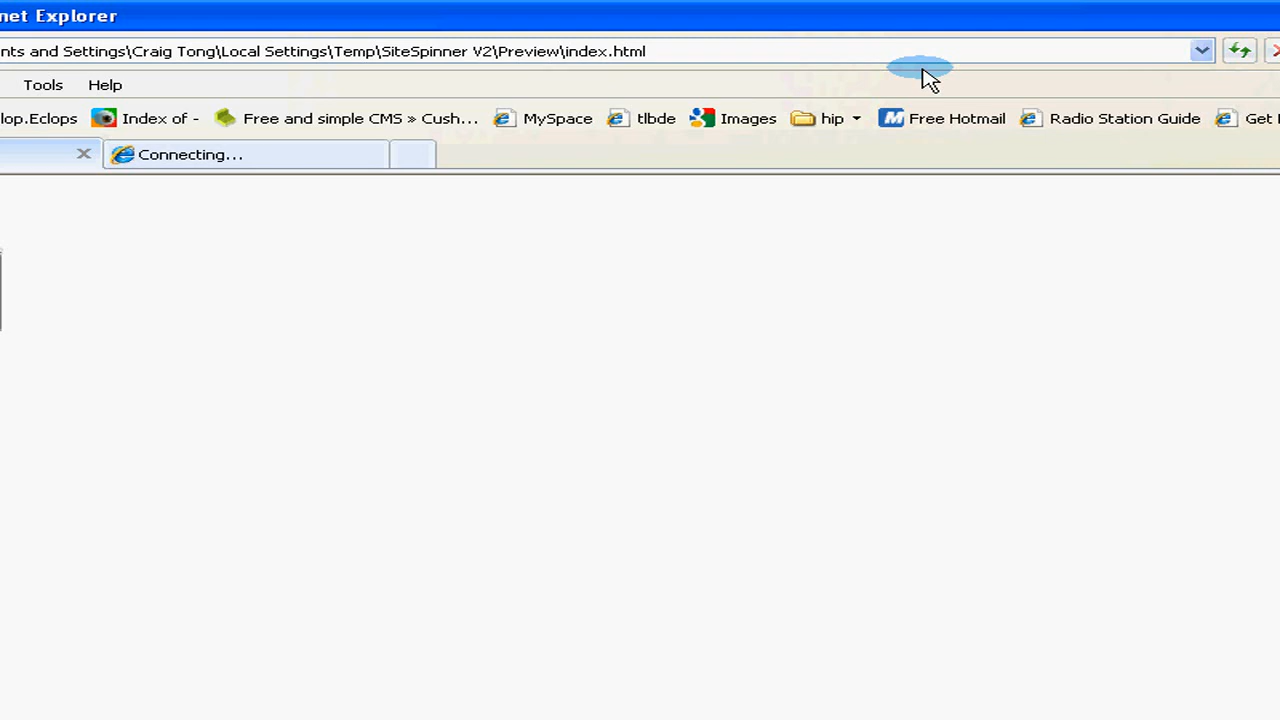 net Explorer
nts and Settings\Craig Tong\Local Settings\Temp\SiteSpinner V2\Preview\index.html
Tools Help
lop.Eclops Index of - Free and simple CMS » Cush... MySpace tlbde Images hip Free Hotmail Radio Station Guide Get
Connecting...